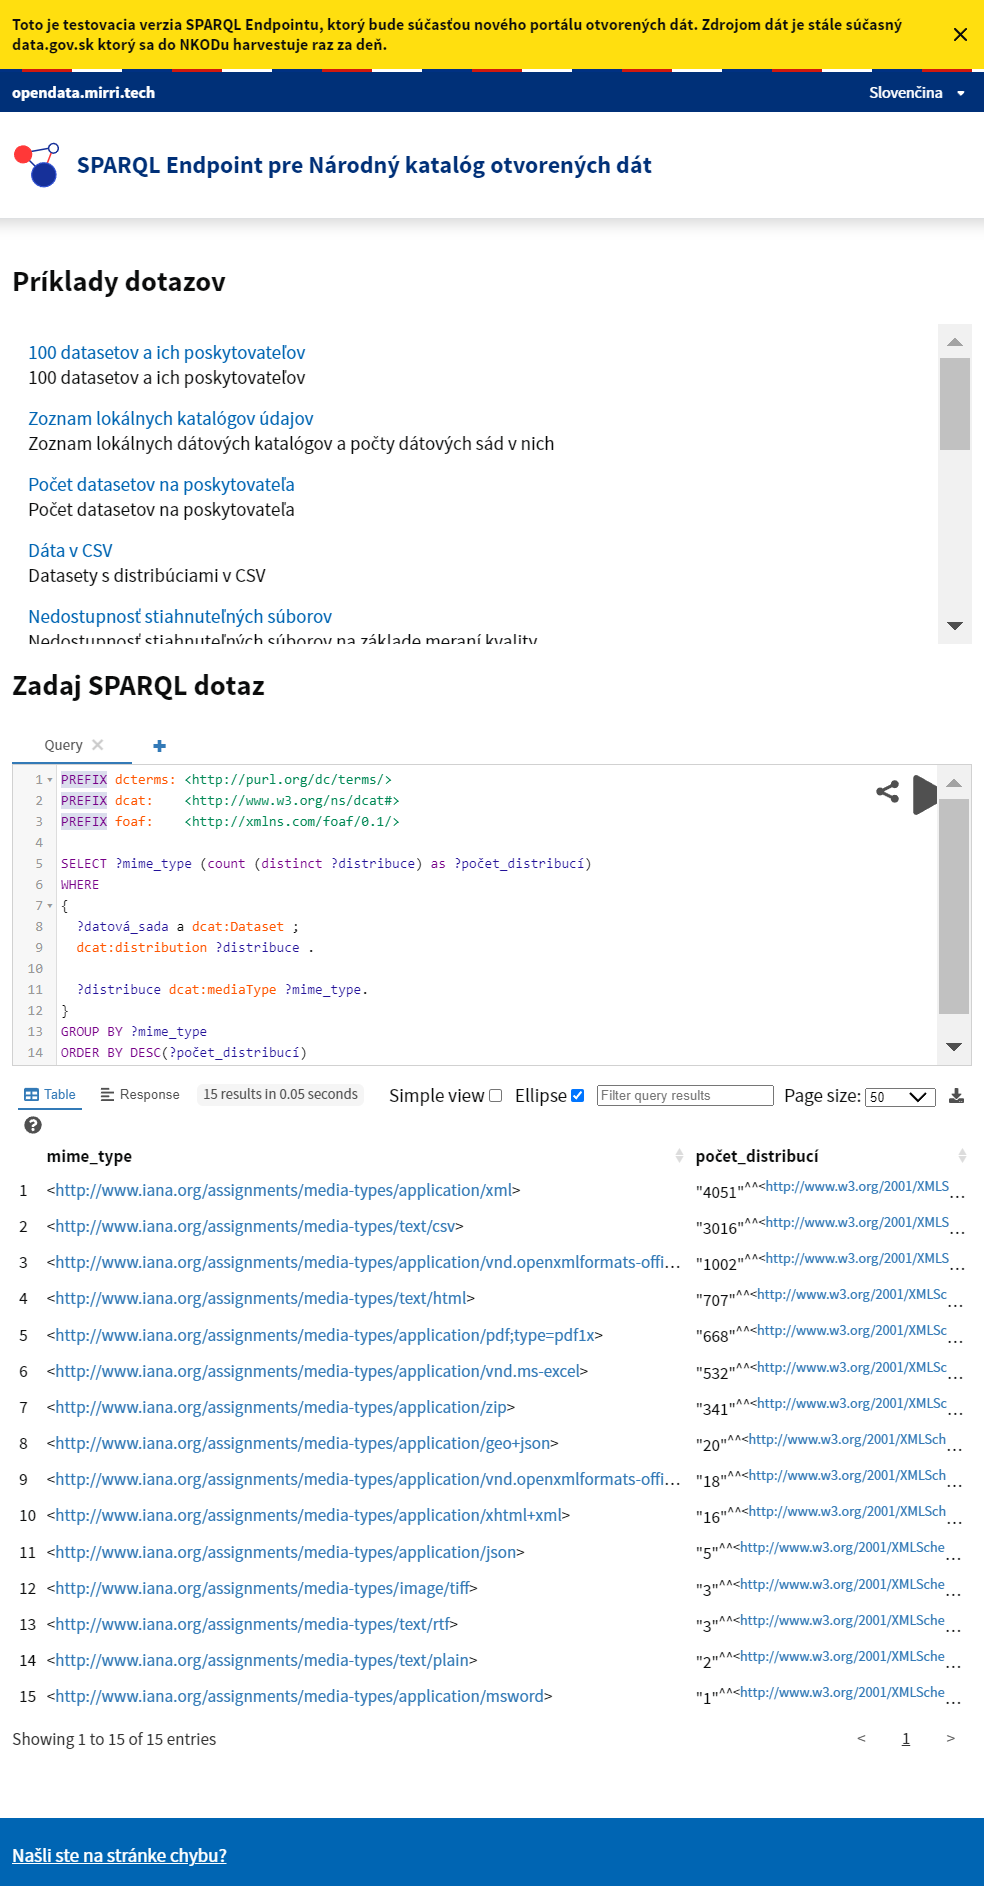 Toto je testovacia verzia SPARQL Endpointu, ktorý bude súčasťou nového portálu otvorených dát. Zdrojom dát je stále súčasný
data.gov.sk ktorý sa do NKODu harvestuje raz za deň.
opendata.mirri.tech
Slovenčina
SPARQL Endpoint pre Národný katalóg otvorených dát
Príklady dotazov
100 datasetov a ich poskytovateľov
100 datasetov a ich poskytovateľov
Zoznam lokálnych katalógov údajov
Zoznam lokálnych dátových katalógov a počty dátových sád v nich
Počet datasetov na poskytovateľa
Počet datasetov na poskytovateľa
Dáta v CSV
Datasety s distribúciami v CSV
Nedostupnosť stiahnuteľných súborov
Nedostupnosť stiahnuteľných súborov na základe meraní kvality
Zadaj SPARQL dotaz
Query
1 PREFIX dcterms: <http://purl.org/dc/terms/>
2 PREFIX dcat: <http://www.w3.org/ns/dcat#>
3 PREFIX foaf: <http://xmlns.com/foaf/0.1/>
4
5 SELECT ?mime_type (count (distinct ?distribuce) as ?počet_distribucí)
6 WHERE
7 {
8 ?datová_sada a dcat:Dataset ;
9 dcat:distribution ?distribuce .
10
11 ?distribuce dcat:mediaType ?mime_type.
12 }
13 GROUP BY ?mime_type
14 ORDER BY DESC(?počet_distribucí)
Table Response 15 results in 0.05 seconds Simple view Ellipse Filter query results Page size: 50
?
mime_type počet_distribucí
1 <http://www.iana.org/assignments/media-types/application/xml> "4051"^^<http://www.w3.org/2001/XMLS...
2 <http://www.iana.org/assignments/media-types/text/csv> "3016"^^<http://www.w3.org/2001/XMLS...
3 <http://www.iana.org/assignments/media-types/application/vnd.openxmlformats-offi... "1002"^^<http://www.w3.org/2001/XMLS...
4 <http://www.iana.org/assignments/media-types/text/html> "707"^^<http://www.w3.org/2001/XMLSc...
5 <http://www.iana.org/assignments/media-types/application/pdf;type=pdf1x> "668"^^<http://www.w3.org/2001/XMLSc...
6 <http://www.iana.org/assignments/media-types/application/vnd.ms-excel> "532"^^<http://www.w3.org/2001/XMLSc...
7 <http://www.iana.org/assignments/media-types/application/zip> "341"^^<http://www.w3.org/2001/XMLSc...
8 <http://www.iana.org/assignments/media-types/application/geo+json> "20"^^<http://www.w3.org/2001/XMLSch...
9 <http://www.iana.org/assignments/media-types/application/vnd.openxmlformats-offi... "18"^^<http://www.w3.org/2001/XMLSch...
10 <http://www.iana.org/assignments/media-types/application/xhtml+xml> "16"^^<http://www.w3.org/2001/XMLSch...
11 <http://www.iana.org/assignments/media-types/application/json> "5"^^<http://www.w3.org/2001/XMLSche...
12 <http://www.iana.org/assignments/media-types/image/tiff> "3"^^<http://www.w3.org/2001/XMLSche...
13 <http://www.iana.org/assignments/media-types/text/rtf> "3"^^<http://www.w3.org/2001/XMLSche...
14 <http://www.iana.org/assignments/media-types/text/plain> "2"^^<http://www.w3.org/2001/XMLSche...
15 <http://www.iana.org/assignments/media-types/application/msword> "1"^^<http://www.w3.org/2001/XMLSche...
Showing 1 to 15 of 15 entries < 1 >
Našli ste na stránke chybu?